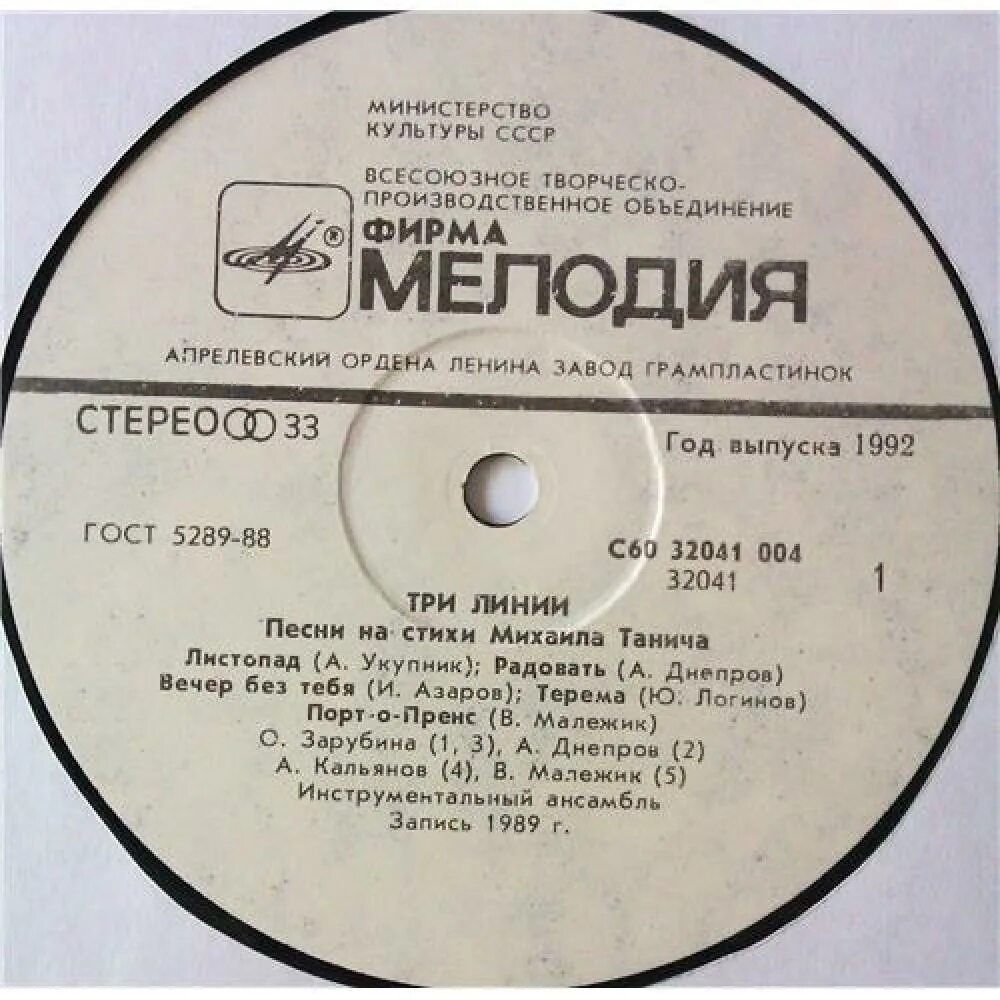 МИНИСТЕРСТВО
КУЛЬТУРЫ СССР
ВСЕСОЮЗНОЕ ТВОРЧЕСКО-
ПРОИЗВОДСТВЕННОЕ ОБЪЕДИНЕНИЕ
®
ФИРМА
МЕЛОДИЯ
АПРЕЛЕВСКИЙ ОРДЕНА ЛЕНИНА ЗАВОД ГРАМПЛАСТИНОК
СТЕРЕО 33
Год выпуска 1992
ГОСТ 5289-88
С60 32041 004
32041 1
ТРИ ЛИНИИ
Песни на стихи Михаила Танича
Листопад (А. Укупник); Радовать (А. Днепров)
Вечер без тебя (И. Азаров); Терема (Ю. Логинов)
Порт-о-Пренс (В. Малежик)
О. Зарубина (1, 3), А. Днепров (2)
А. Кальянов (4), В. Малежик (5)
Инструментальный ансамбль
Запись 1989 г.